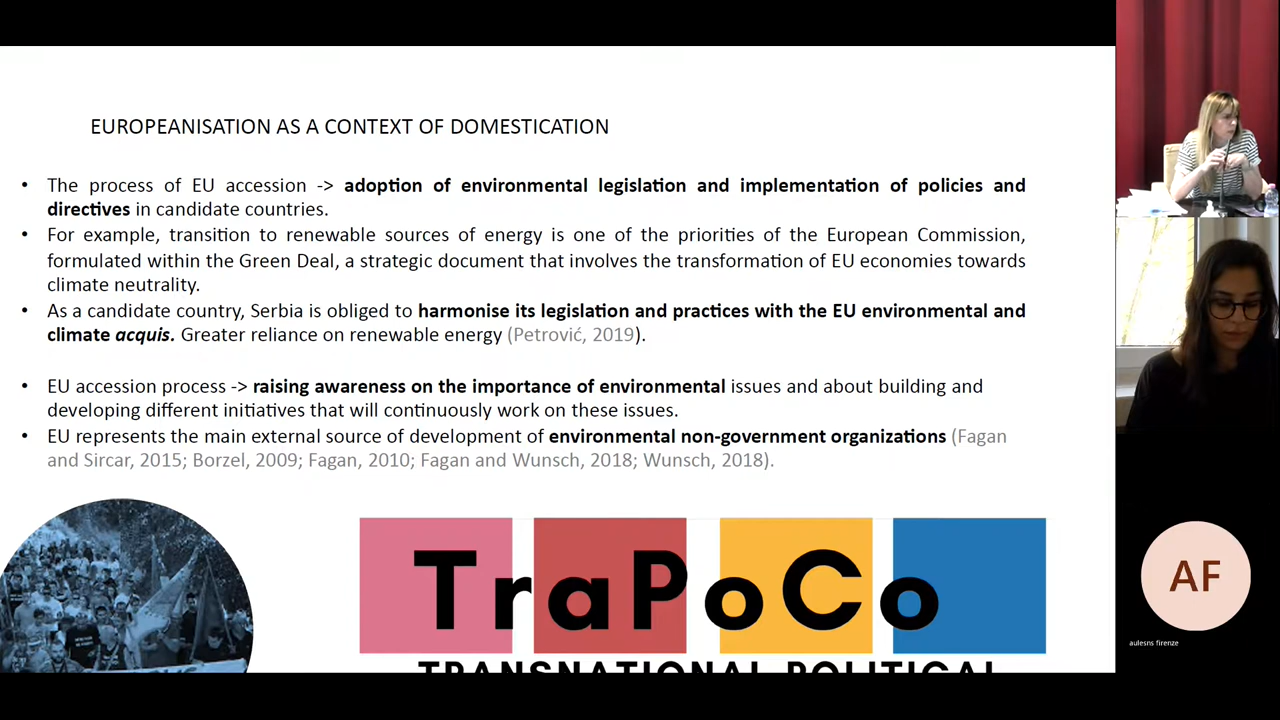 EUROPEANISATION AS A CONTEXT OF DOMESTICATION
• The process of EU accession -> adoption of environmental legislation and implementation of policies and
directives in candidate countries.
• For example, transition to renewable sources of energy is one of the priorities of the European Commission,
formulated within the Green Deal, a strategic document that involves the transformation of EU economies towards
climate neutrality.
• As a candidate country, Serbia is obliged to harmonise its legislation and practices with the EU environmental and
climate acquis. Greater reliance on renewable energy (Petrović, 2019).
• EU accession process -> raising awareness on the importance of environmental issues and about building and
developing different initiatives that will continuously work on these issues.
• EU represents the main external source of development of environmental non-government organizations (Fagan
and Sircar, 2015; Borzel, 2009; Fagan, 2010; Fagan and Wunsch, 2018; Wunsch, 2018).
TraPoCo
TRANSNATIONAL POLITICAL
AF
aulesns firenze